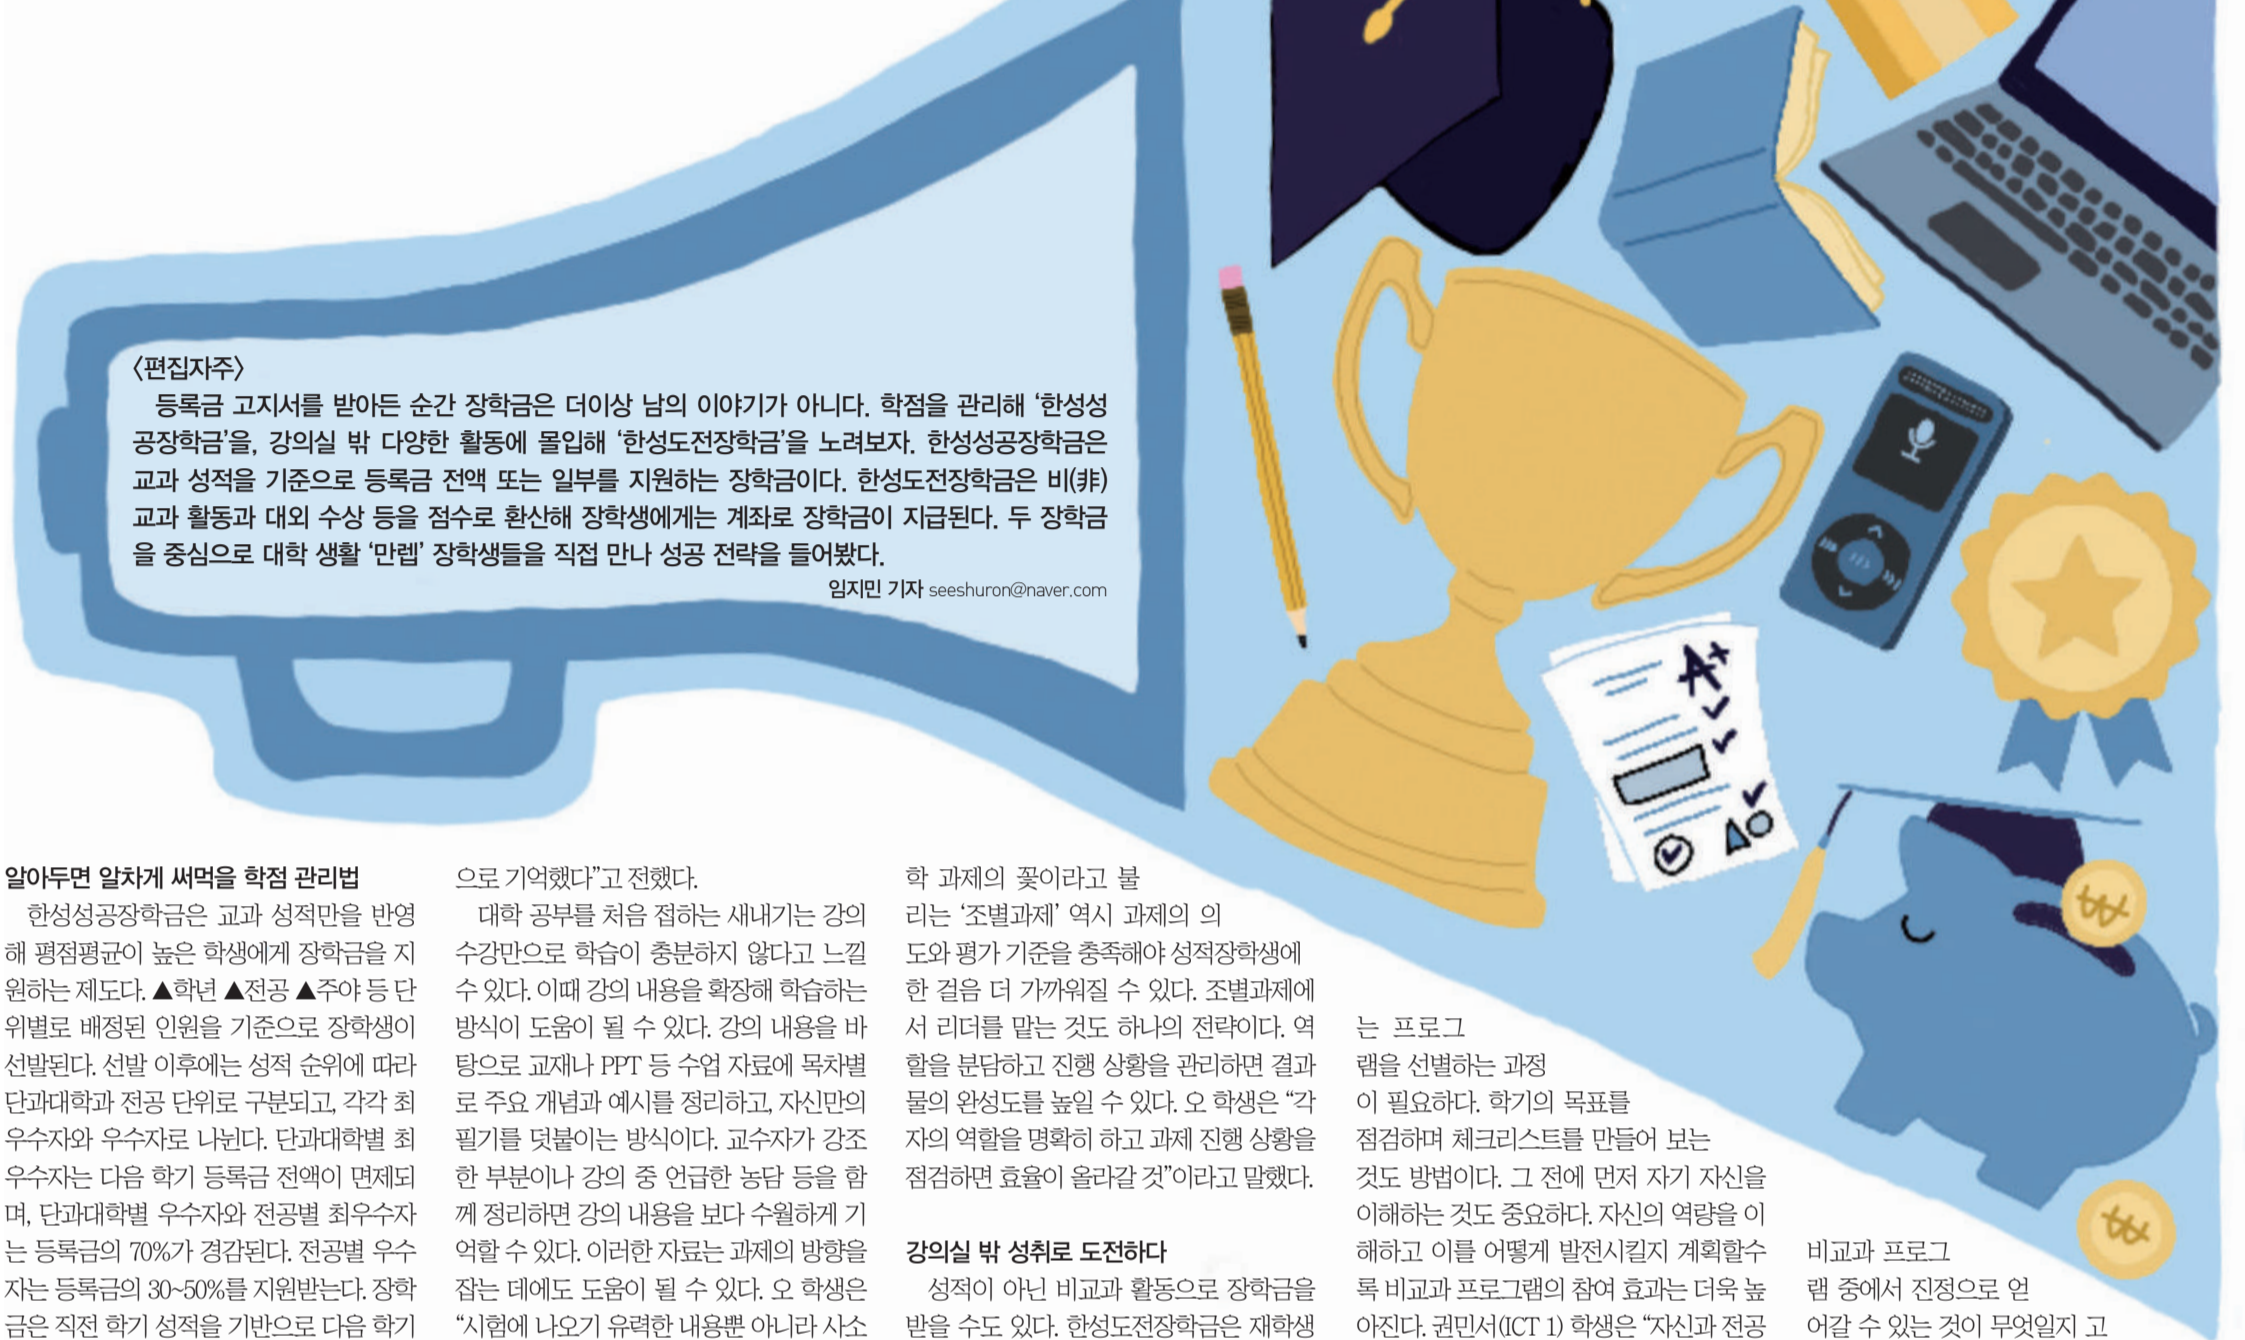 〈편집자주〉
등록금 고지서를 받아든 순간 장학금은 더이상 남의 이야기가 아니다. 학점을 관리해 ‘한성성
공장학금’을, 강의실 밖 다양한 활동에 몰입해 ‘한성도전장학금’을 노려보자. 한성성공장학금은
교과 성적을 기준으로 등록금 전액 또는 일부를 지원하는 장학금이다. 한성도전장학금은 비(非)
교과 활동과 대외 수상 등을 점수로 환산해 장학생에게는 계좌로 장학금이 지급된다. 두 장학금
을 중심으로 대학 생활 ‘만렙’ 장학생들을 직접 만나 성공 전략을 들어봤다.
임지민 기자 seeshuron@naver.com
A+
알아두면 알차게 써먹을 학점 관리법
한성성공장학금은 교과 성적만을 반영
해 평점평균이 높은 학생에게 장학금을 지
원하는 제도다. ▲학년 ▲전공 ▲주야 등 단
위별로 배정된 인원을 기준으로 장학생이
선발된다. 선발 이후에는 성적 순위에 따라
단과대학과 전공 단위로 구분되고, 각각 최
우수자와 우수자로 나뉜다. 단과대학별 최
우수자는 다음 학기 등록금 전액이 면제되
며, 단과대학별 우수자와 전공별 최우수자
는 등록금의 70%가 경감된다. 전공별 우수
자는 등록금의 30~50%를 지원받는다. 장학
금은 직전 학기 성적을 기반으로 다음 학기
으로 기억했다”고 전했다.
대학 공부를 처음 접하는 새내기는 강의
수강만으로 학습이 충분하지 않다고 느낄
수 있다. 이때 강의 내용을 확장해 학습하는
방식이 도움이 될 수 있다. 강의 내용을 바
탕으로 교재나 PPT 등 수업 자료에 목차별
로 주요 개념과 예시를 정리하고, 자신만의
필기를 덧붙이는 방식이다. 교수자가 강조
한 부분이나 강의 중 언급한 농담 등을 함
께 정리하면 강의 내용을 보다 수월하게 기
억할 수 있다. 이러한 자료는 과제의 방향을
잡는 데에도 도움이 될 수 있다. 오 학생은
“시험에 나오기 유력한 내용뿐 아니라 사소
학 과제의 꽃이라고 불
리는 ‘조별과제’ 역시 과제의 의
도와 평가 기준을 충족해야 성적장학생에
한 걸음 더 가까워질 수 있다. 조별과제에
서 리더를 맡는 것도 하나의 전략이다. 역
할을 분담하고 진행 상황을 관리하면 결과
물의 완성도를 높일 수 있다. 오 학생은 “각
자의 역할을 명확히 하고 과제 진행 상황을
점검하면 효율이 올라갈 것”이라고 말했다.
강의실 밖 성취로 도전하다
성적이 아닌 비교과 활동으로 장학금을
받을 수도 있다. 한성도전장학금은 재학생
는 프로그
램을 선별하는 과정
이 필요하다. 학기의 목표를
점검하며 체크리스트를 만들어 보는
것도 방법이다. 그 전에 먼저 자기 자신을
이해하는 것도 중요하다. 자신의 역량을 이
해하고 이를 어떻게 발전시킬지 계획할수
록 비교과 프로그램의 참여 효과는 더욱 높
아진다. 권민서(ICT 1) 학생은 “자신과 전공
비교과 프로그
램 중에서 진정으로 얻
어갈 수 있는 것이 무엇일지 고